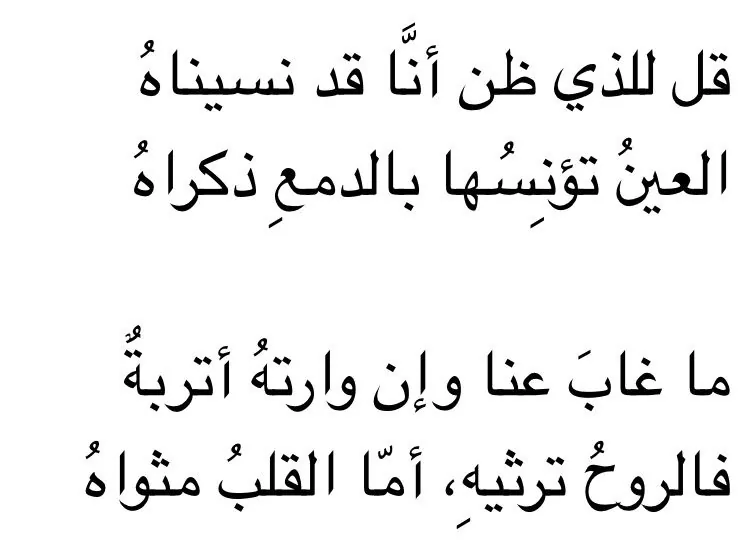 قل للذي ظن أنَّا قد نسيناهُ
العينُ تؤنِسُها بالدمعِ ذكراهُ
ما غابَ عنا وإن وارتهُ أتربةٌ
فالروحُ ترثيهِ، أمّا القلبُ مثواهُ